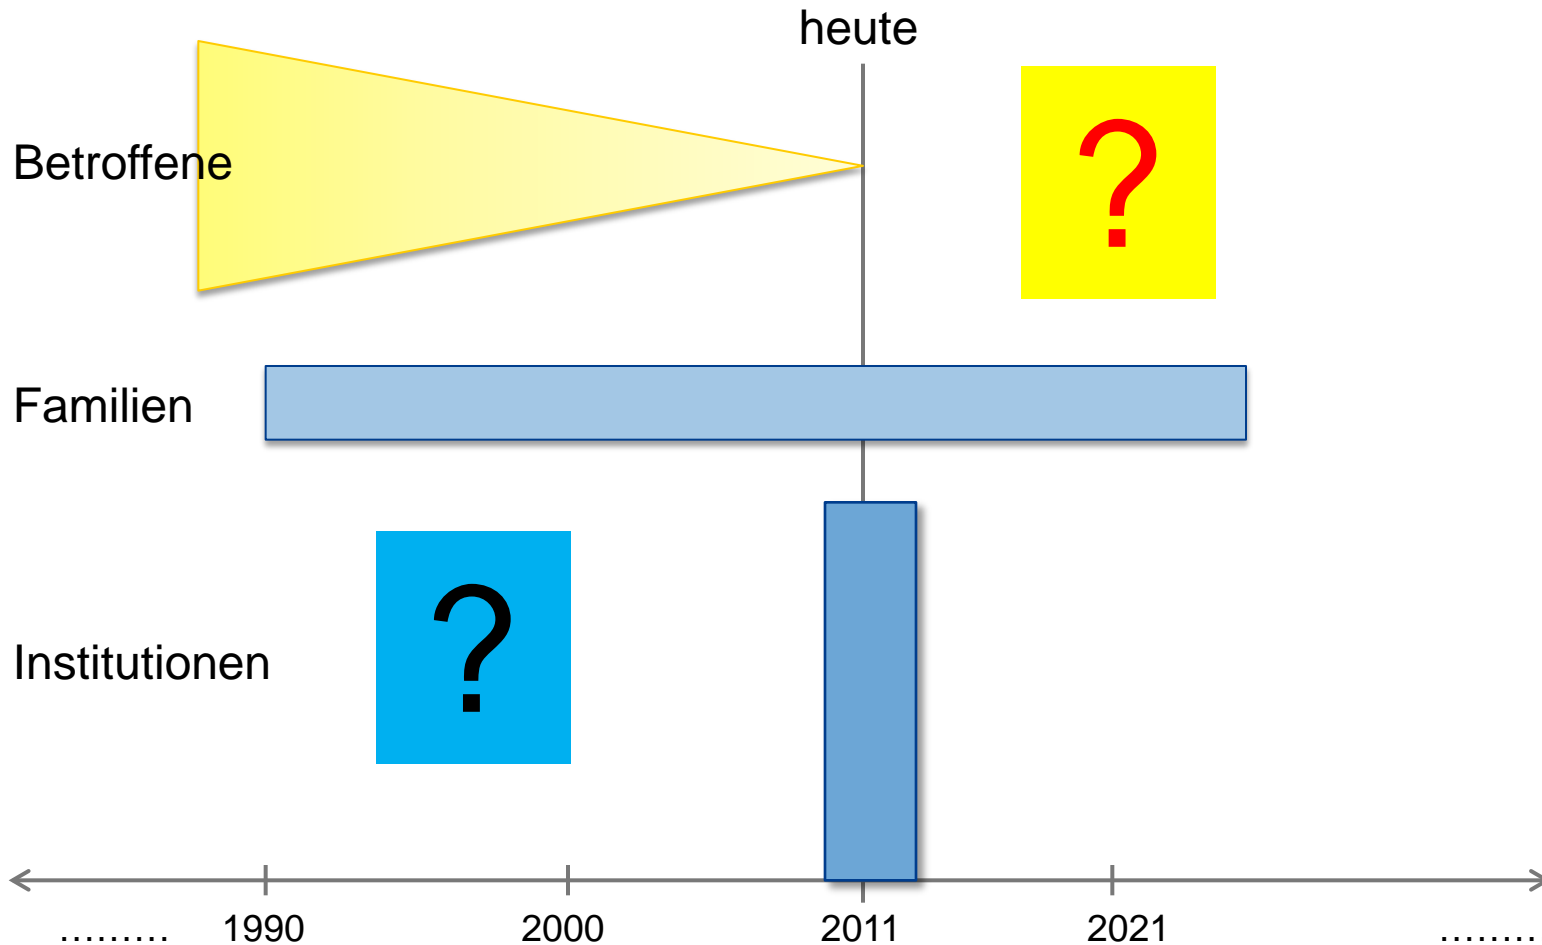 heute
Betroffene
?
Familien
?
Institutionen
......... 1990 2000 2011 2021 ........